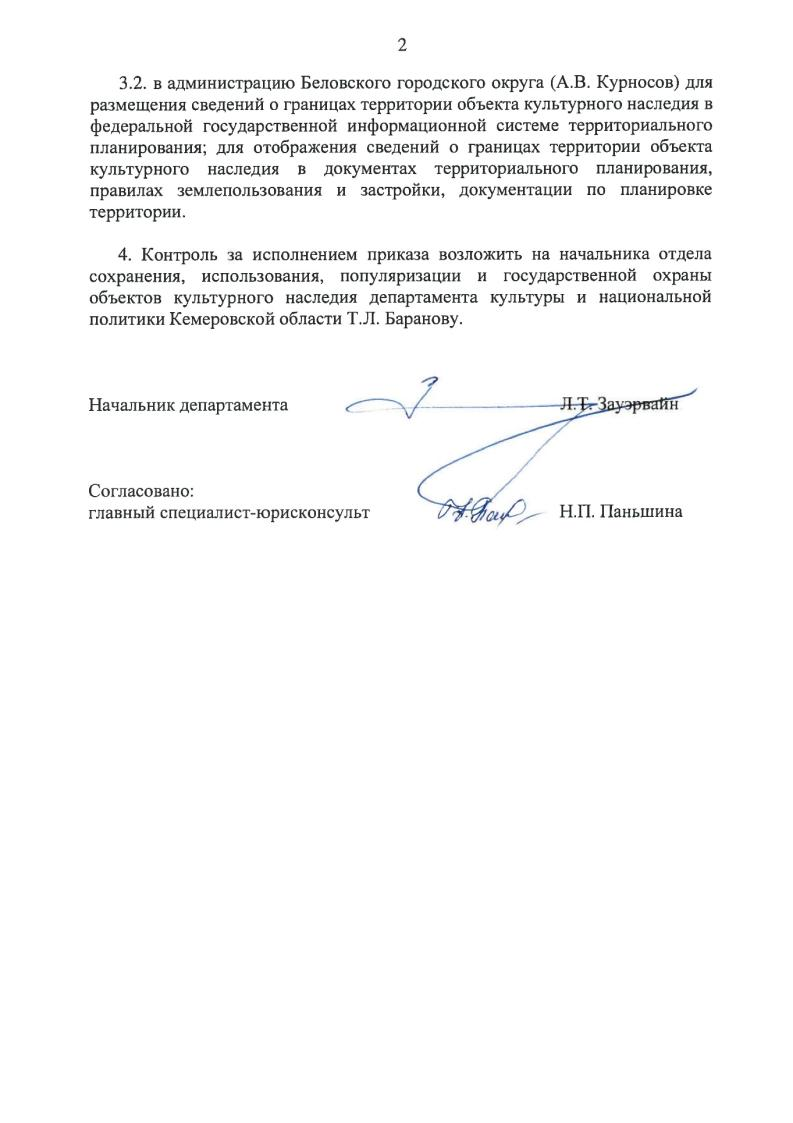 2
3.2. в администрацию Беловского городского округа (А.В. Курносов) для
размещения сведений о границах территории объекта культурного наследия в
федеральной государственной информационной системе территориального
планирования; для отображения сведений о границах территории объекта
культурного наследия в документах территориального планирования,
правилах землепользования и застройки, документации по планировке
территории.
4. Контроль за исполнением приказа возложить на начальника отдела
сохранения, использования, популяризации и государственной охраны
объектов культурного наследия департамента культуры и национальной
политики Кемеровской области Т.Л. Баранову.
Начальник департамента Л.Т. Зауэрвайн
Согласовано:
главный специалист-юрисконсульт Н.П. Паньшина